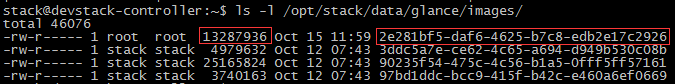 stack@devstack-controller:~$ ls -l /opt/stack/data/glance/images/
total 46076
-rw-r----- 1 root  root  13287936 Oct 15 11:59 2e281bf5-daf6-4625-b7c8-edb2e17c2926
-rw-r----- 1 stack stack  4979632 Oct 12 07:43 3ddc5a7e-ce62-4c65-a694-d949b530c08b
-rw-r----- 1 stack stack 25165824 Oct 12 07:43 90235f54-475c-4c56-b1a5-0fff5ff57161
-rw-r----- 1 stack stack  3740163 Oct 12 07:43 97bd1ddc-bcc9-415f-b42c-e460a6ef0669